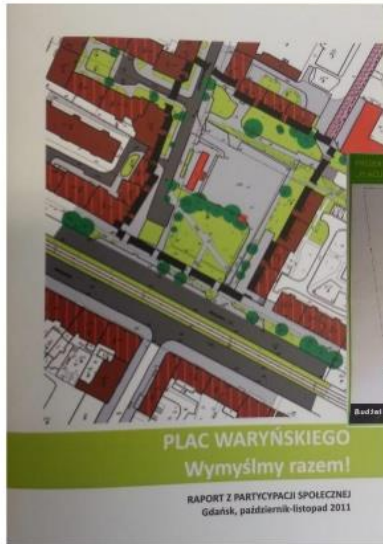 PLAC WARYŃSKIEGO
Wymyślmy razem!
RAPORT Z PARTYCYPACJI SPOŁECZNEJ
Gdańsk, październik-listopad 2011